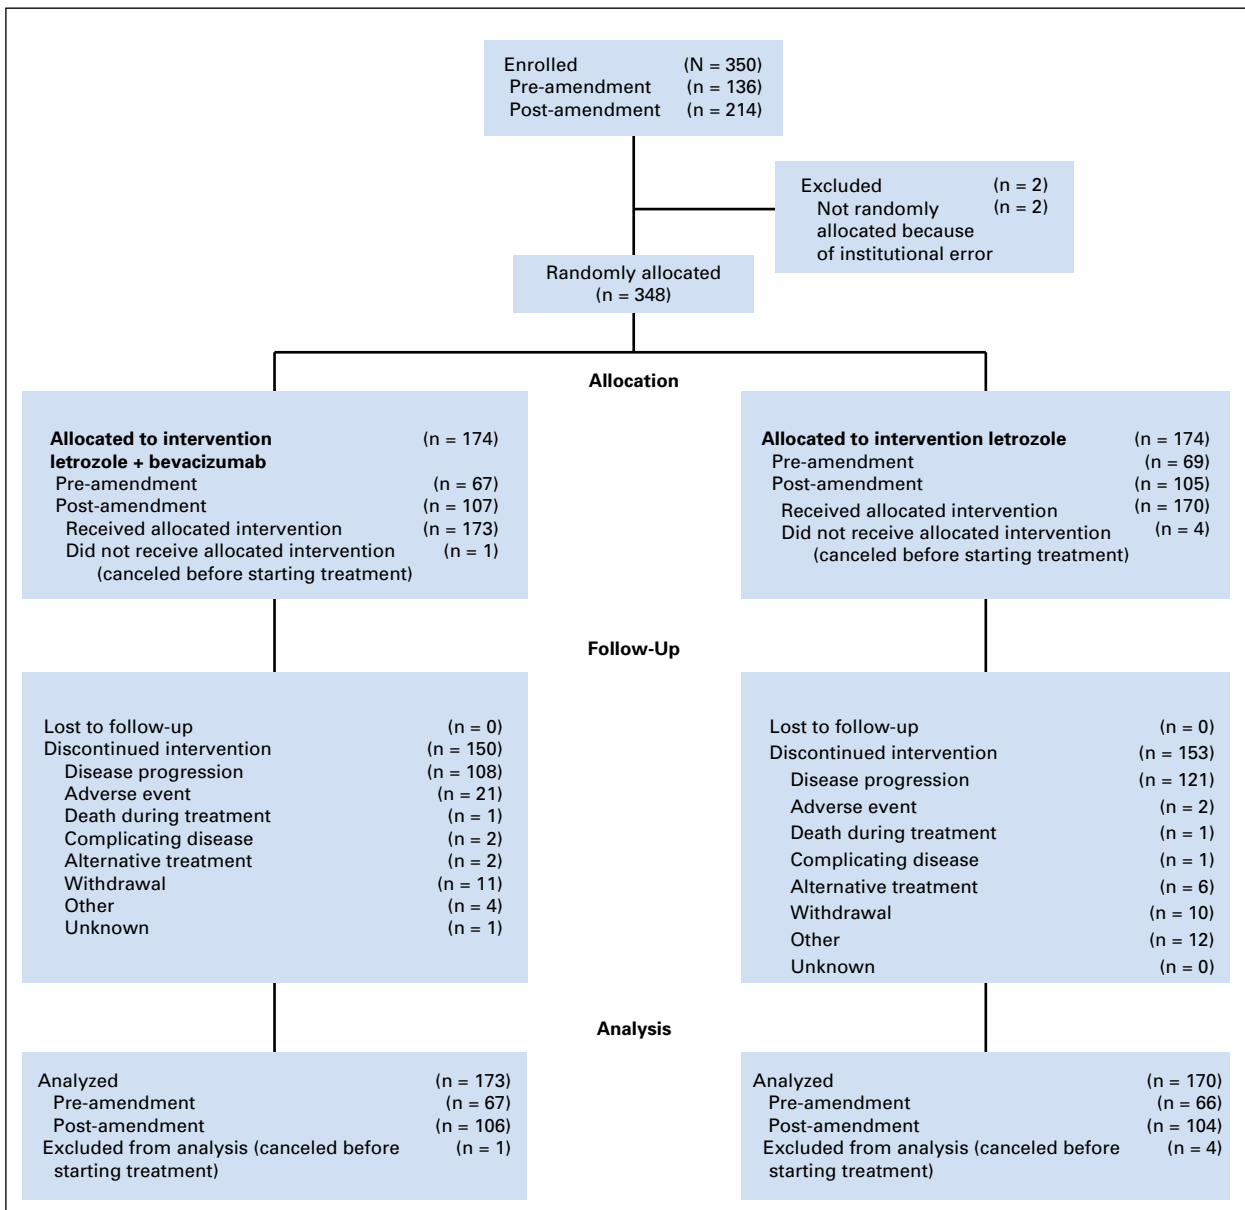 Enrolled (N = 350)
Pre-amendment (n = 136)
Post-amendment (n = 214)
Excluded (n = 2)
Not randomly (n = 2)
allocated because
of institutional error
Randomly allocated
(n = 348)
Allocation
Allocated to intervention (n = 174)
letrozole + bevacizumab
Pre-amendment (n = 67)
Post-amendment (n = 107)
Received allocated intervention (n = 173)
Did not receive allocated intervention (n = 1)
(canceled before starting treatment)
Allocated to intervention letrozole (n = 174)
Pre-amendment (n = 69)
Post-amendment (n = 105)
Received allocated intervention (n = 170)
Did not receive allocated intervention (n = 4)
(canceled before starting treatment)
Follow-Up
Lost to follow-up (n = 0)
Discontinued intervention (n = 150)
Disease progression (n = 108)
Adverse event (n = 21)
Death during treatment (n = 1)
Complicating disease (n = 2)
Alternative treatment (n = 2)
Withdrawal (n = 11)
Other (n = 4)
Unknown (n = 1)
Lost to follow-up (n = 0)
Discontinued intervention (n = 153)
Disease progression (n = 121)
Adverse event (n = 2)
Death during treatment (n = 1)
Complicating disease (n = 1)
Alternative treatment (n = 6)
Withdrawal (n = 10)
Other (n = 12)
Unknown (n = 0)
Analysis
Analyzed (n = 173)
Pre-amendment (n = 67)
Post-amendment (n = 106)
Excluded from analysis (canceled before (n = 1)
starting treatment)
Analyzed (n = 170)
Pre-amendment (n = 66)
Post-amendment (n = 104)
Excluded from analysis (canceled before (n = 4)
starting treatment)